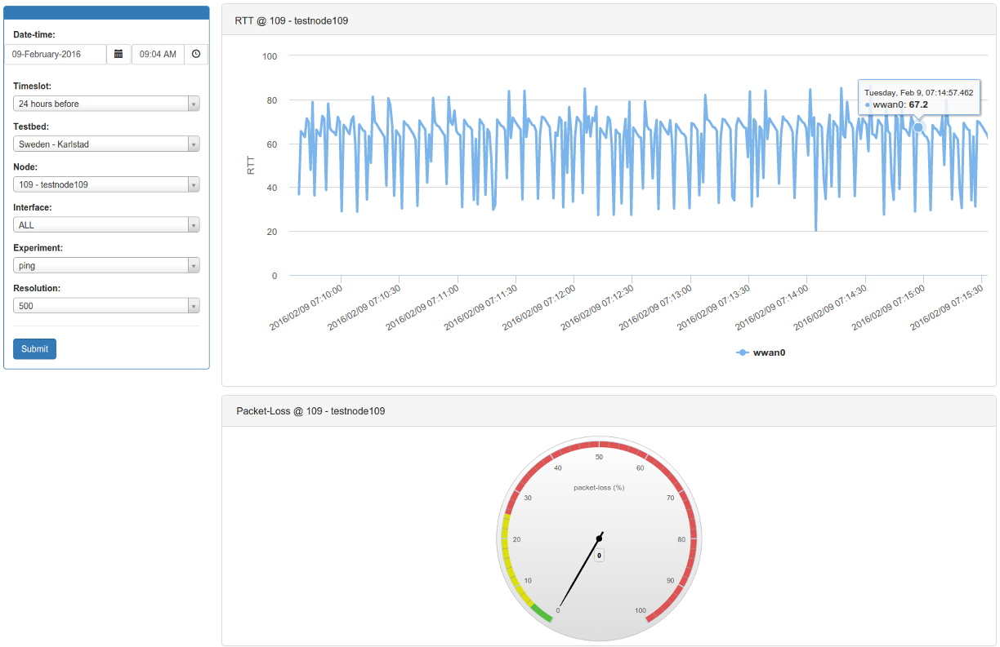 Date-time:
09-February-2016
09:04 AM
Timeslot:
24 hours before
Testbed:
Sweden - Karlstad
Node:
109 - testnode109
Interface:
ALL
Experiment:
ping
Resolution:
500
Submit
RTT @ 109 - testnode109
100
80
60
40
20
0
RTT
Tuesday, Feb 9, 07:14:57.462
wwan0: 67.2
2016/02/09 07:10:00
2016/02/09 07:10:30
2016/02/09 07:11:00
2016/02/09 07:11:30
2016/02/09 07:12:00
2016/02/09 07:12:30
2016/02/09 07:13:00
2016/02/09 07:13:30
2016/02/09 07:14:00
2016/02/09 07:14:30
2016/02/09 07:15:00
2016/02/09 07:15:30
wwan0
Packet-Loss @ 109 - testnode109
0
10
20
30
40
50
60
70
80
90
100
packet-loss (%)
0